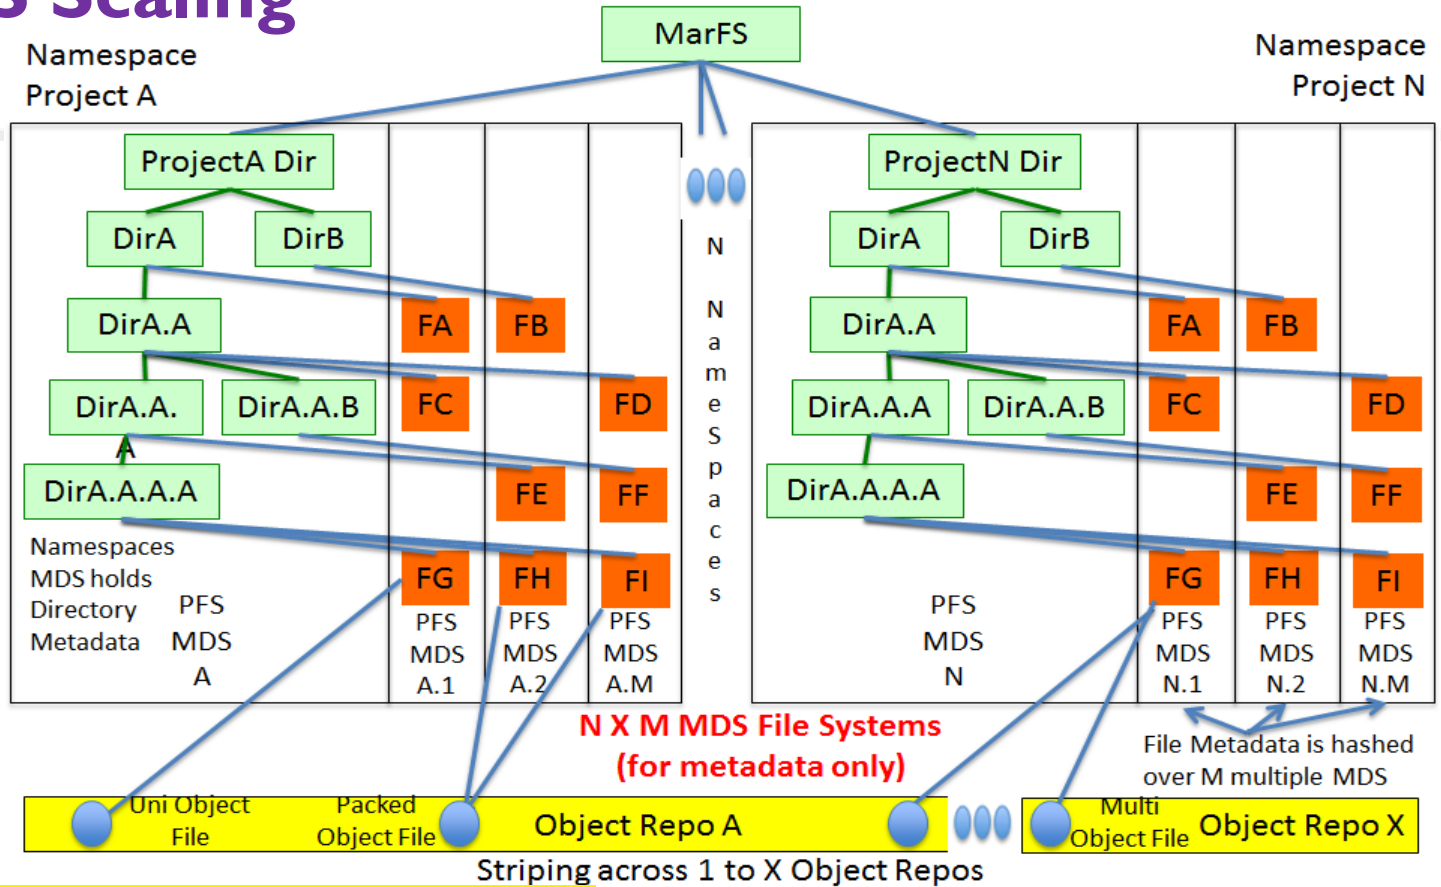 Scaling
MarFS
Namespace
Project A
Namespace
Project N
ProjectA Dir
DirA
DirB
DirA.A
FA
FB
DirA.A.
A
DirA.A.B
FC
FD
DirA.A.A.A
FE
FF
Namespaces
MDS holds
Directory
Metadata
PFS
MDS
A
FG
FH
FI
PFS
MDS
A.1
PFS
MDS
A.2
PFS
MDS
A.M
N
N
a
m
e
S
p
a
c
e
s
ProjectN Dir
DirA
DirB
DirA.A
FA
FB
DirA.A.A
DirA.A.B
FC
FD
DirA.A.A.A
FE
FF
PFS
MDS
N
FG
FH
FI
PFS
MDS
N.1
PFS
MDS
N.2
PFS
MDS
N.M
N X M MDS File Systems
(for metadata only)
File Metadata is hashed
over M multiple MDS
Uni Object
File
Packed
Object File
Object Repo A
Multi
Object File
Object Repo X
Striping across 1 to X Object Repos